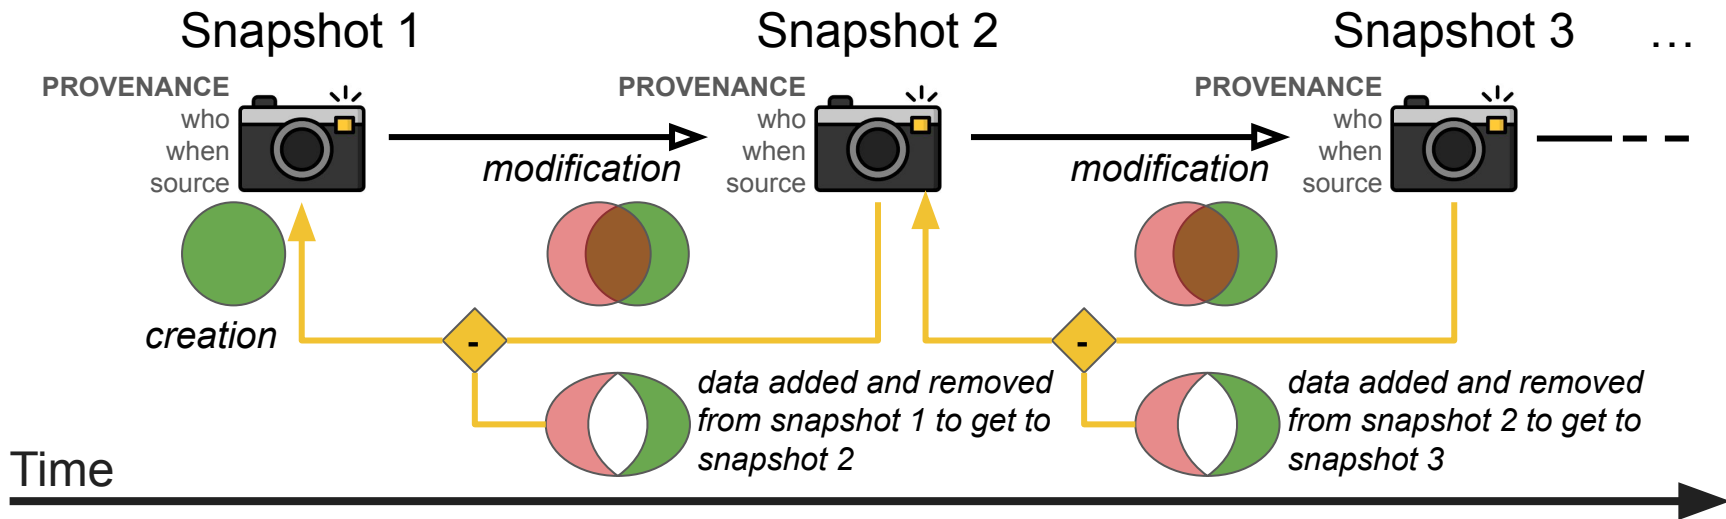 Snapshot 1
Snapshot 2
Snapshot 3 ...
PROVENANCE
who
when
source
PROVENANCE
who
when
source
PROVENANCE
who
when
source
modification
modification
creation
-
-
data added and removed
from snapshot 1 to get to
snapshot 2
data added and removed
from snapshot 2 to get to
snapshot 3
Time